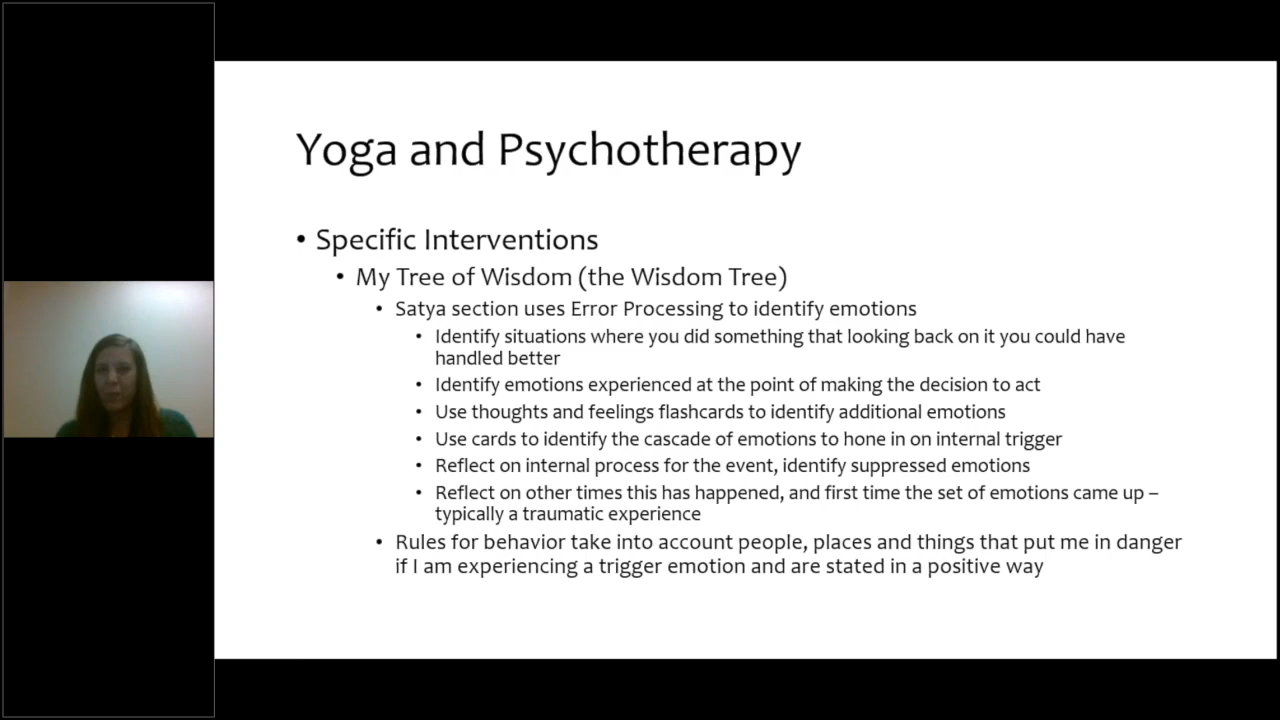 Yoga and Psychotherapy
• Specific Interventions
• My Tree of Wisdom (the Wisdom Tree)
• Satya section uses Error Processing to identify emotions
• Identify situations where you did something that looking back on it you could have
handled better
• Identify emotions experienced at the point of making the decision to act
• Use thoughts and feelings flashcards to identify additional emotions
• Use cards to identify the cascade of emotions to hone in on internal trigger
• Reflect on internal process for the event, identify suppressed emotions
• Reflect on other times this has happened, and first time the set of emotions came up –
typically a traumatic experience
• Rules for behavior take into account people, places and things that put me in danger
if I am experiencing a trigger emotion and are stated in a positive way